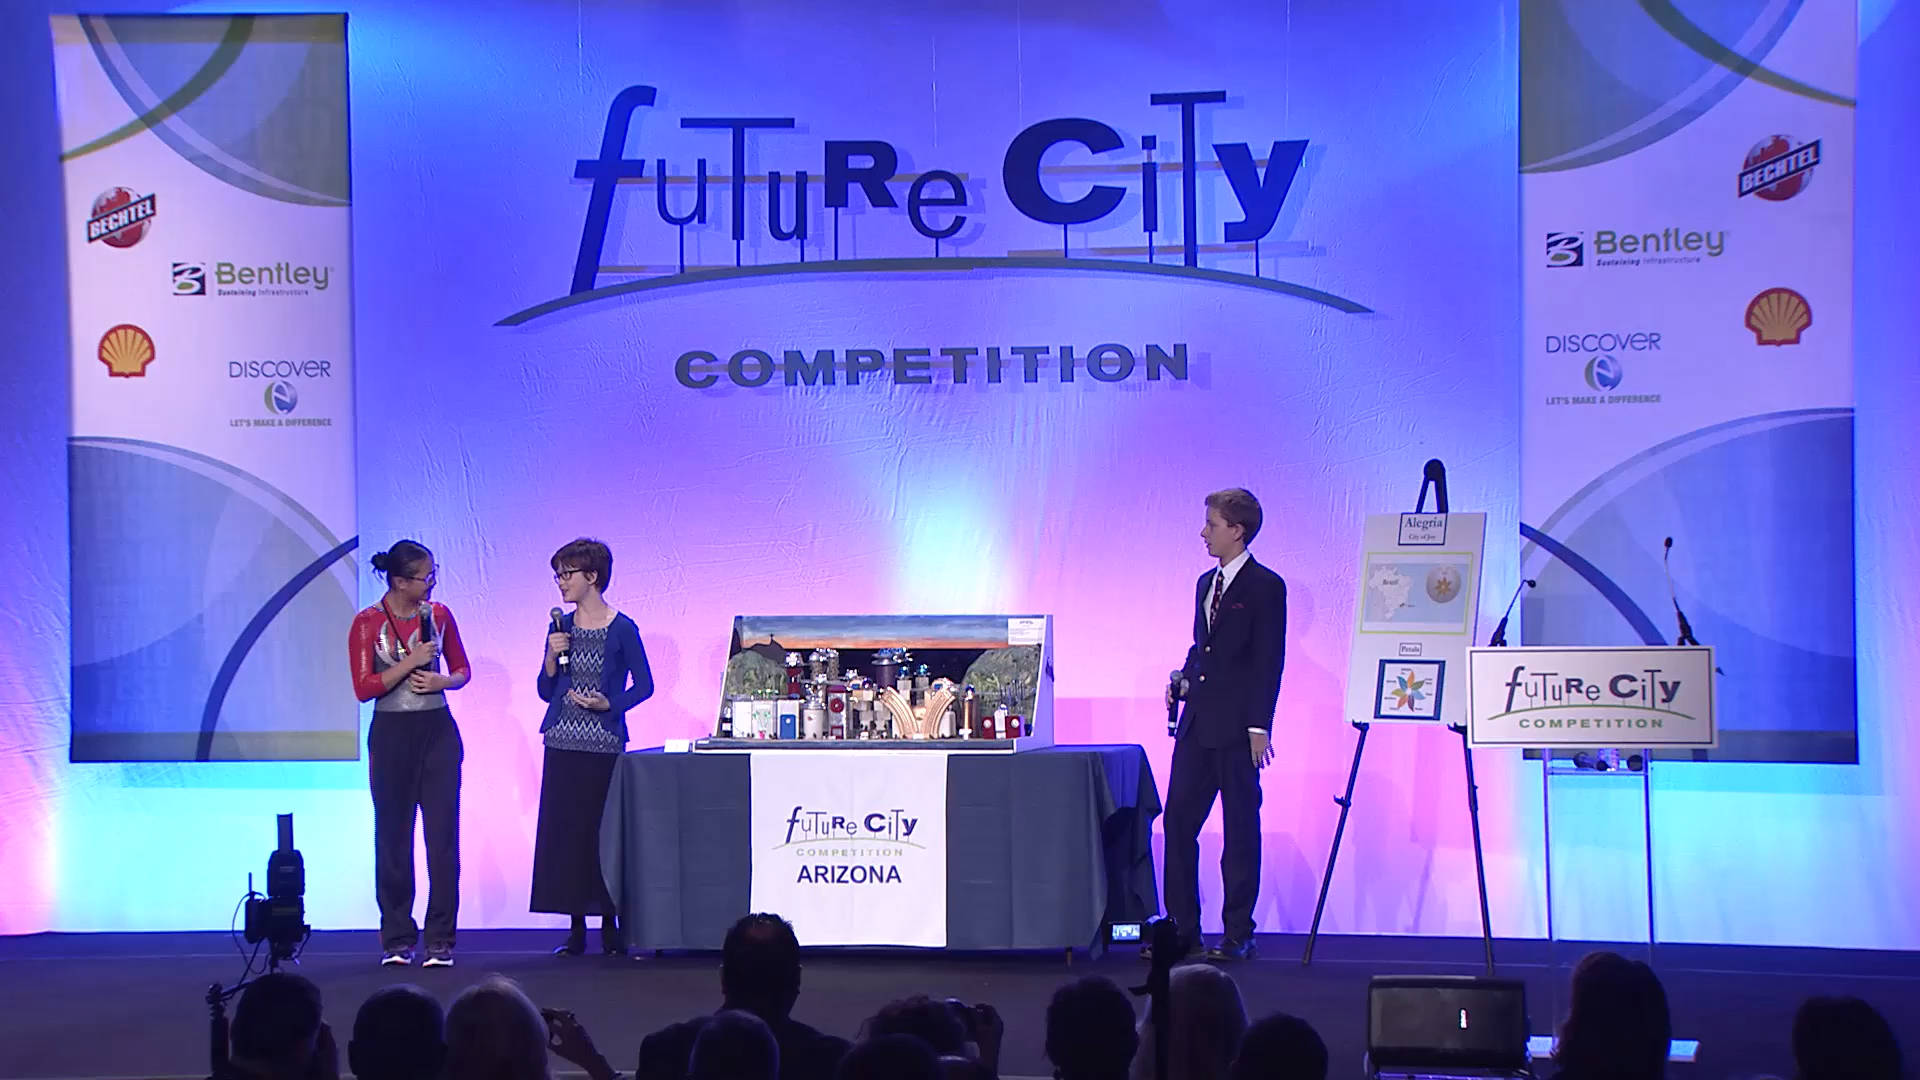 fuTuRe CiTy
COMPETITION
BECHTEL
Bentley
Sustaining Infrastructure
DISCOVER
e
LET'S MAKE A DIFFERENCE
BECHTEL
Bentley
Sustaining Infrastructure
DISCOVER
e
LET'S MAKE A DIFFERENCE
Alegria
City of Joy
Brazil
Petals
fuTuRe CiTy
COMPETITION
fuTuRe CiTy
COMPETITION
ARIZONA